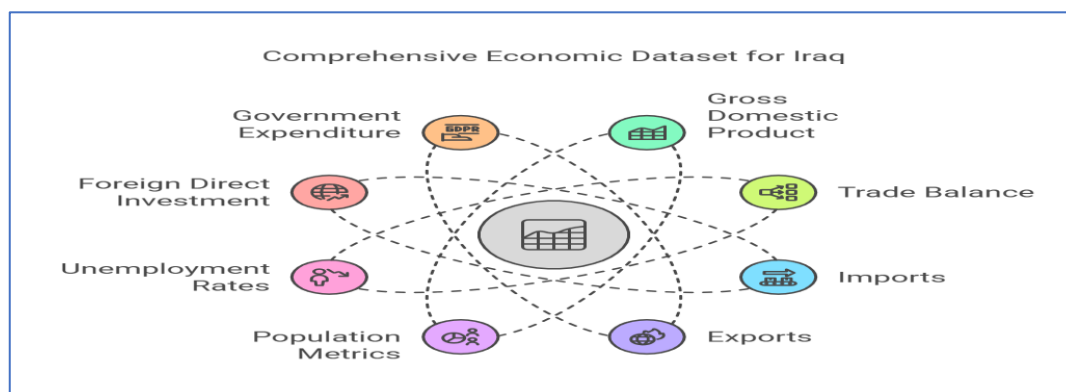 Comprehensive Economic Dataset for Iraq
Government
Expenditure
GDPR
Gross
Domestic
Product
Foreign Direct
Investment
Trade Balance
Unemployment
Rates
Imports
Population
Metrics
Exports